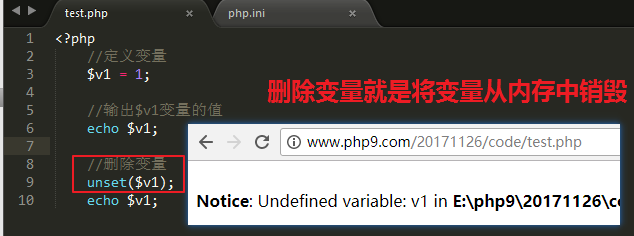 test.php
php.ini
1 <?php
2 //定义变量
3 $v1 = 1;
4
5 //输出$v1变量的值
6 echo $v1;
7
8 //删除变量
9 unset($v1);
10 echo $v1;
删除变量就是将变量从内存中销毁
www.php9.com/20171126/code/test.php
Notice: Undefined variable: v1 in E:\php9\20171126\co